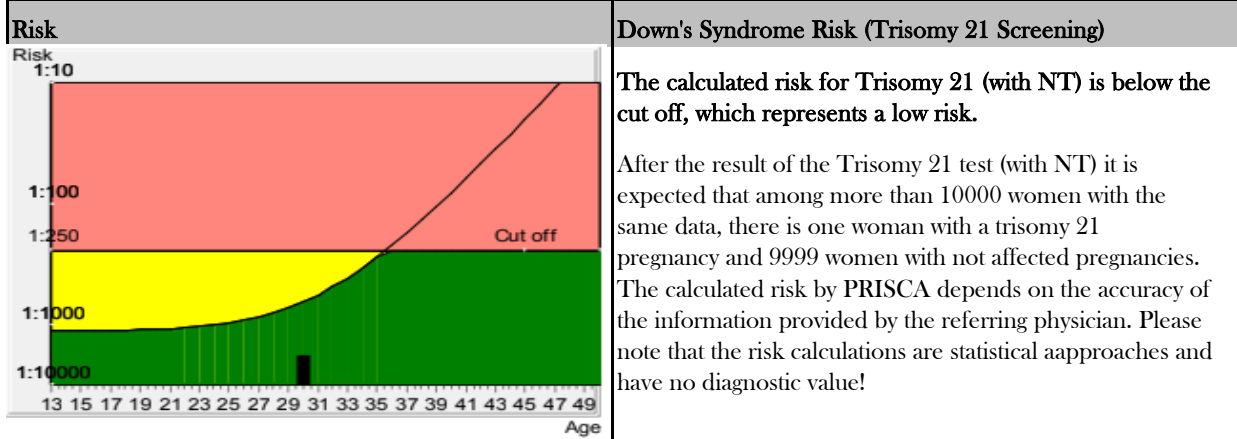 Risk
Down's Syndrome Risk (Trisomy 21 Screening)
Risk
1:10
1:100
1:250
Cut off
1:1000
1:10000
13 15 17 19 21 23 25 27 29 31 33 35 37 39 41 43 45 47 49
Age
The calculated risk for Trisomy 21 (with NT) is below the
cut off, which represents a low risk.
After the result of the Trisomy 21 test (with NT) it is
expected that among more than 10000 women with the
same data, there is one woman with a trisomy 21
pregnancy and 9999 women with not affected pregnancies.
The calculated risk by PRISCA depends on the accuracy of
the information provided by the referring physician. Please
note that the risk calculations are statistical aapproaches and
have no diagnostic value!